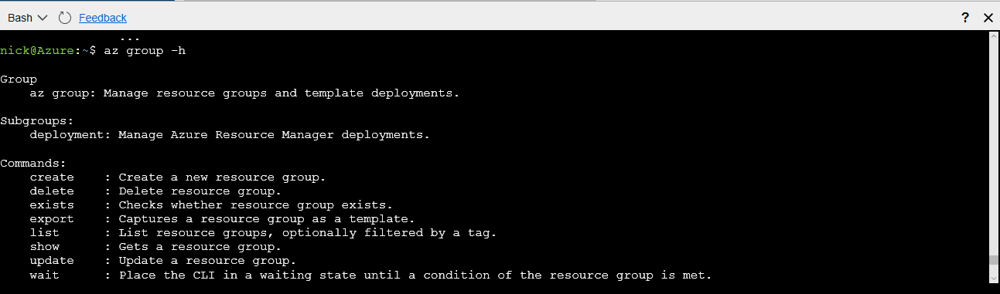 Bash Feedback ?
...
nick@Azure:~$ az group -h
Group
az group: Manage resource groups and template deployments.
Subgroups:
deployment: Manage Azure Resource Manager deployments.
Commands:
create : Create a new resource group.
delete : Delete resource group.
exists : Checks whether resource group exists.
export : Captures a resource group as a template.
list : List resource groups, optionally filtered by a tag.
show : Gets a resource group.
update : Update a resource group.
wait : Place the CLI in a waiting state until a condition of the resource group is met.